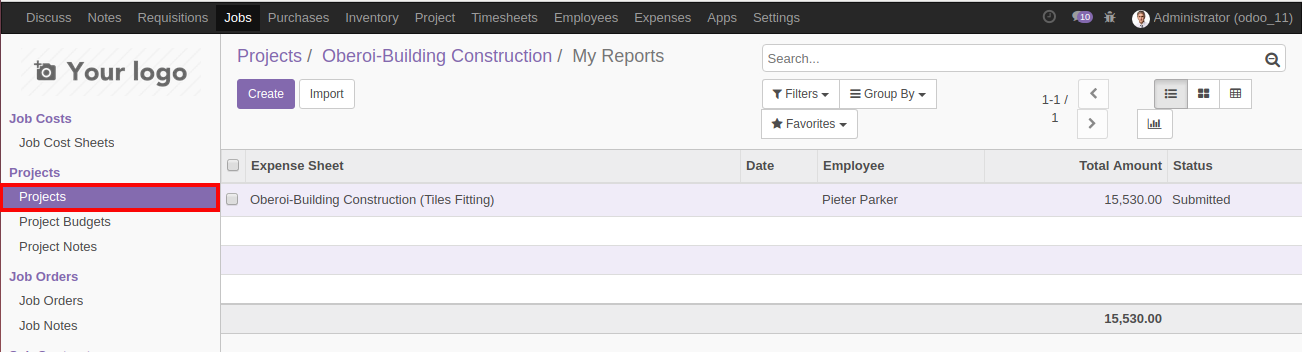 Discuss Notes Requisitions Jobs Purchases Inventory Project Timesheets Employees Expenses Apps Settings 10 Administrator (odoo_11)
Your logo
Job Costs
Job Cost Sheets
Projects
Projects
Project Budgets
Project Notes
Job Orders
Job Orders
Job Notes
Projects / Oberoi-Building Construction / My Reports
Search...
Create Import
Filters Group By
Favorites
1-1 /
1
Expense Sheet Date Employee Total Amount Status
Oberoi-Building Construction (Tiles Fitting) Pieter Parker 15,530.00 Submitted
15,530.00